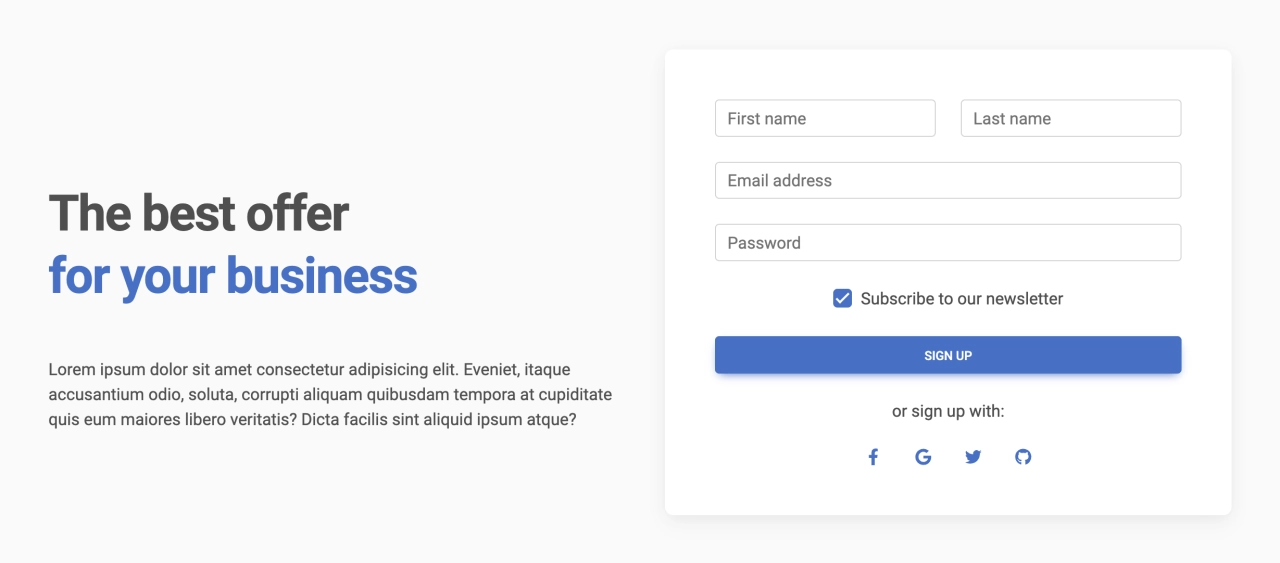 The best offer
for your business
Lorem ipsum dolor sit amet consectetur adipisicing elit. Eveniet, itaque
accusantium odio, soluta, corrupti aliquam quibusdam tempora at cupiditate
quis eum maiores libero veritatis? Dicta facilis sint aliquid ipsum atque?
First name
Last name
Email address
Password
Subscribe to our newsletter
SIGN UP
or sign up with: